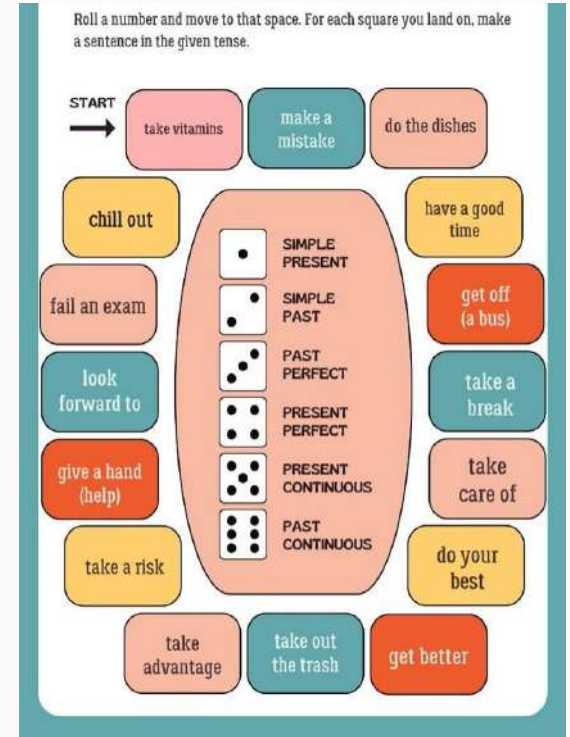 Roll a number and move to that space. For each square you land on, make
a sentence in the given tense.
START
take vitamins
make a
mistake
do the dishes
have a good
time
get off
(a bus)
take a
break
take
care of
do your
best
get better
take out
the trash
take
advantage
take a risk
give a hand
(help)
look
forward to
fail an exam
chill out
SIMPLE
PRESENT
SIMPLE
PAST
PAST
PERFECT
PRESENT
PERFECT
PRESENT
CONTINUOUS
PAST
CONTINUOUS